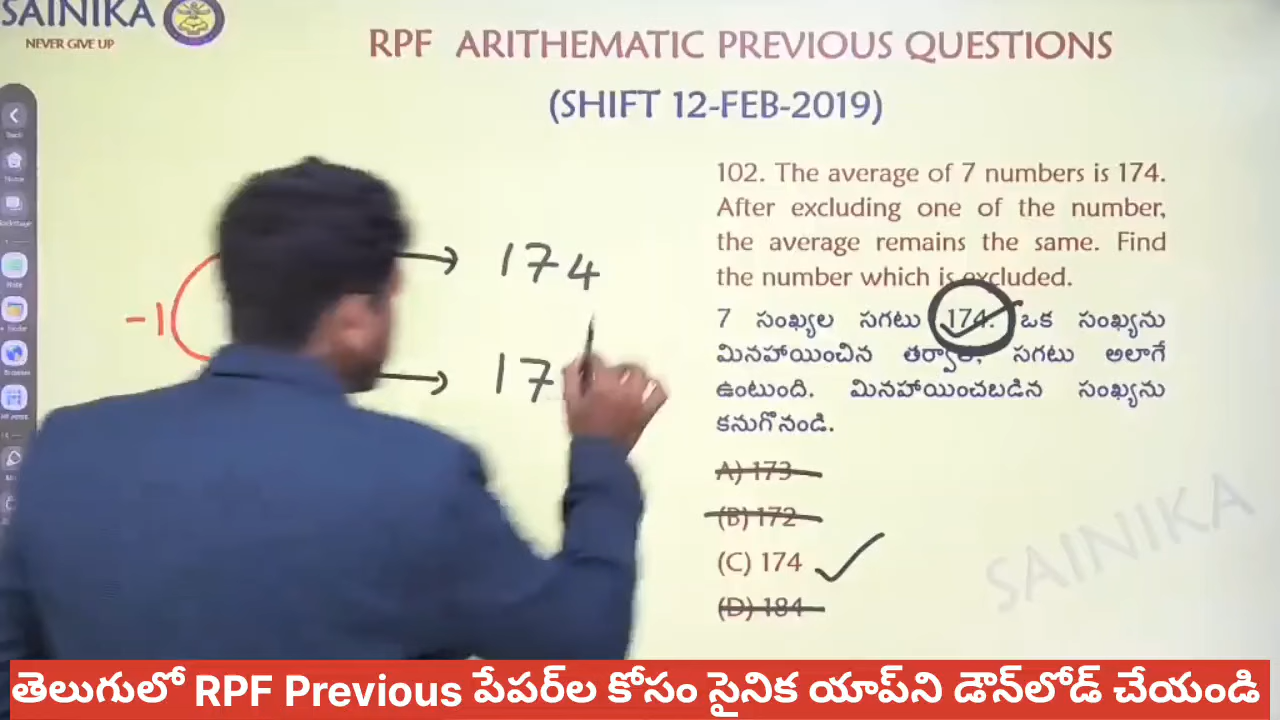 SAINIKA
NEVER GIVE UP
RPF ARITHEMATIC PREVIOUS QUESTIONS
(SHIFT 12-FEB-2019)
102. The average of 7 numbers is 174.
After excluding one of the number,
the average remains the same. Find
the number which is excluded.
7 సంఖ్యల సగటు 174. ఒక సంఖ్యను
మినహాయించిన తర్వాత, సగటు అలాగే
ఉంటుంది. మినహాయించబడిన సంఖ్యను
కనుగొనండి.
A) 173
(B) 172
(C) 174
(D) 184
-1
174
17
SAINIKA
తెలుగులో RPF Previous పేపర్‌ల కోసం సైనిక యాప్‌ని డౌన్‌లోడ్ చేయండి